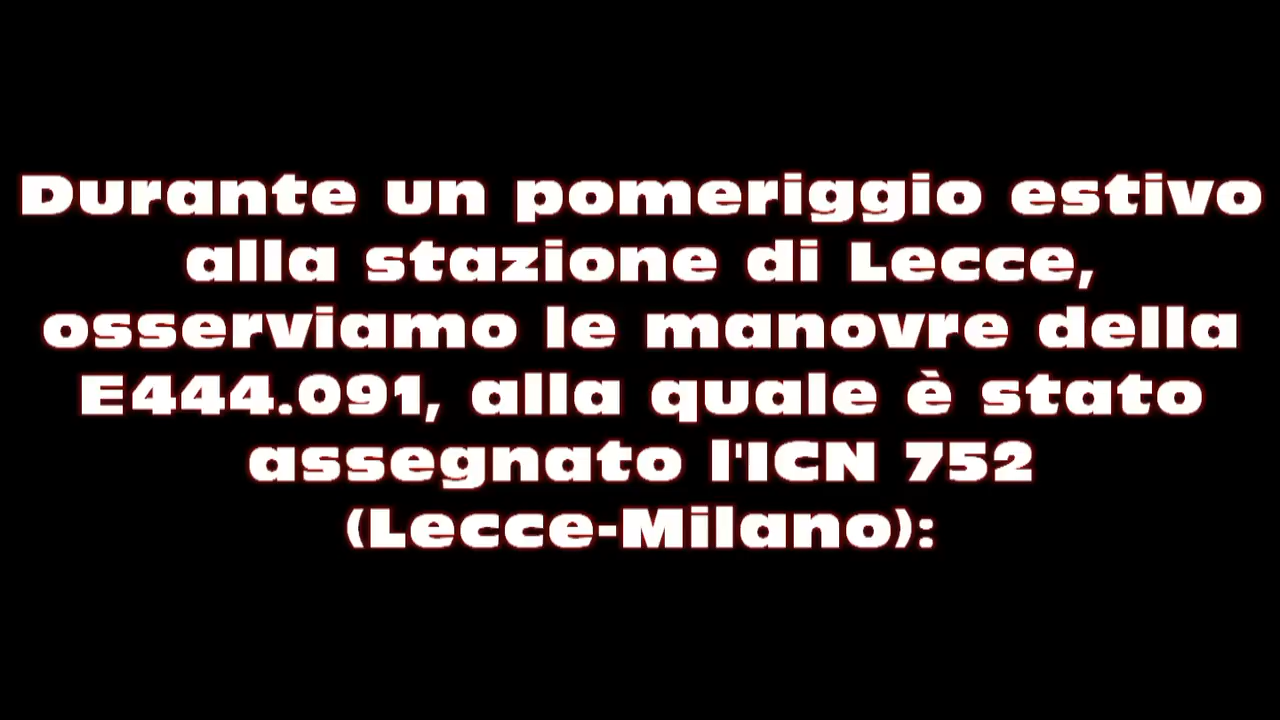 Durante un pomeriggio estivo
alla stazione di Lecce,
osserviamo le manovre della
E444.091, alla quale è stato
assegnato l'ICN 752
(Lecce-Milano):